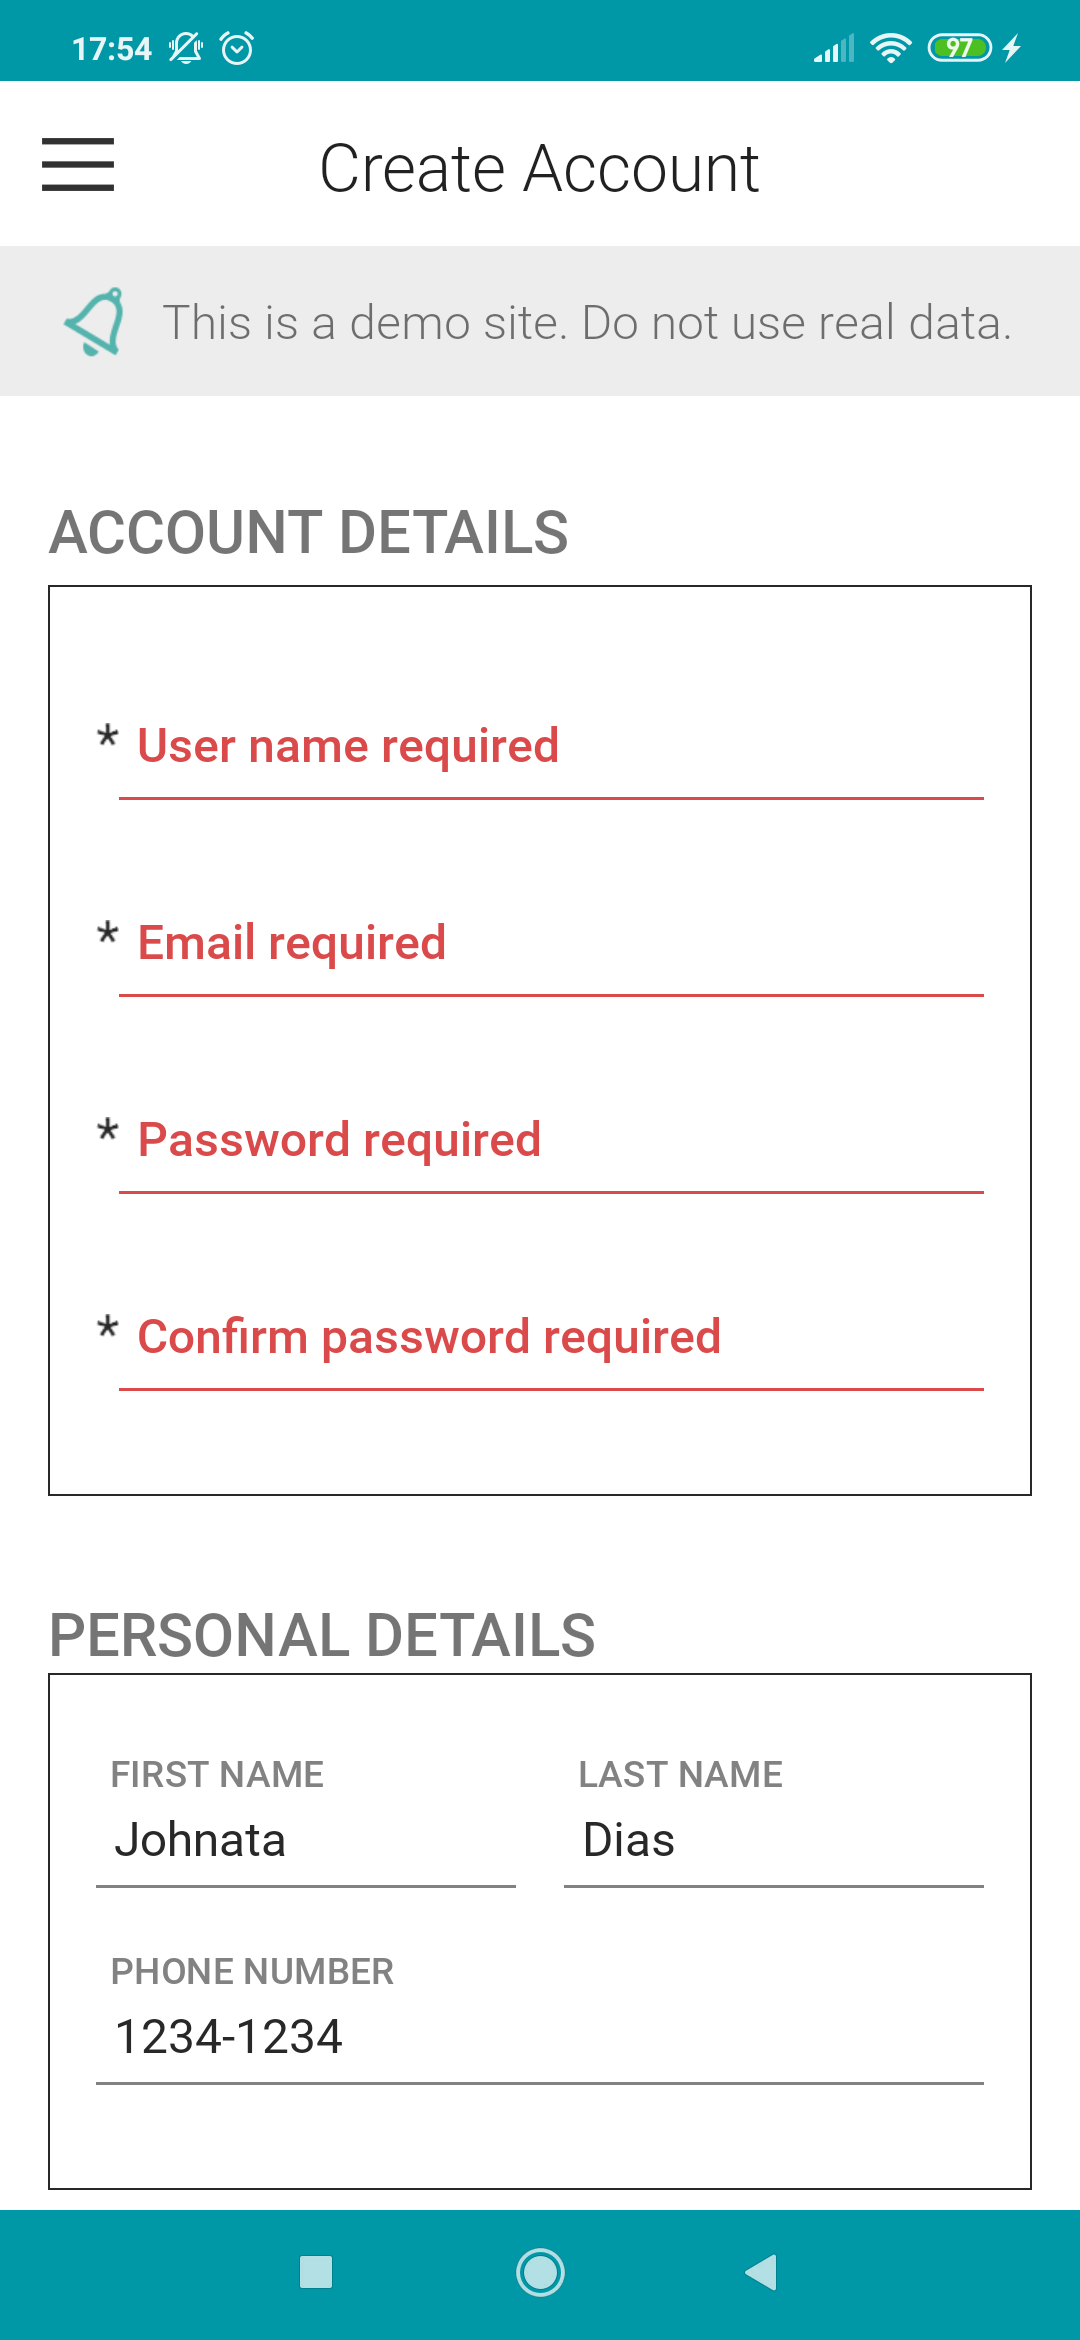 17:54
97
Create Account
This is a demo site. Do not use real data.
ACCOUNT DETAILS
* User name required
* Email required
* Password required
* Confirm password required
PERSONAL DETAILS
FIRST NAME LAST NAME
Johnata Dias
PHONE NUMBER
1234-1234